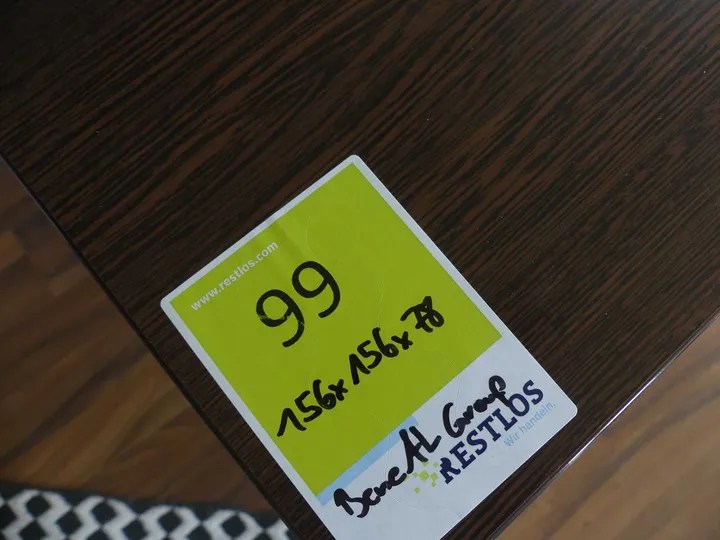 www.restlos.com
99
156x156x78
Bene AL Group
RESTLOS
Wir handeln.